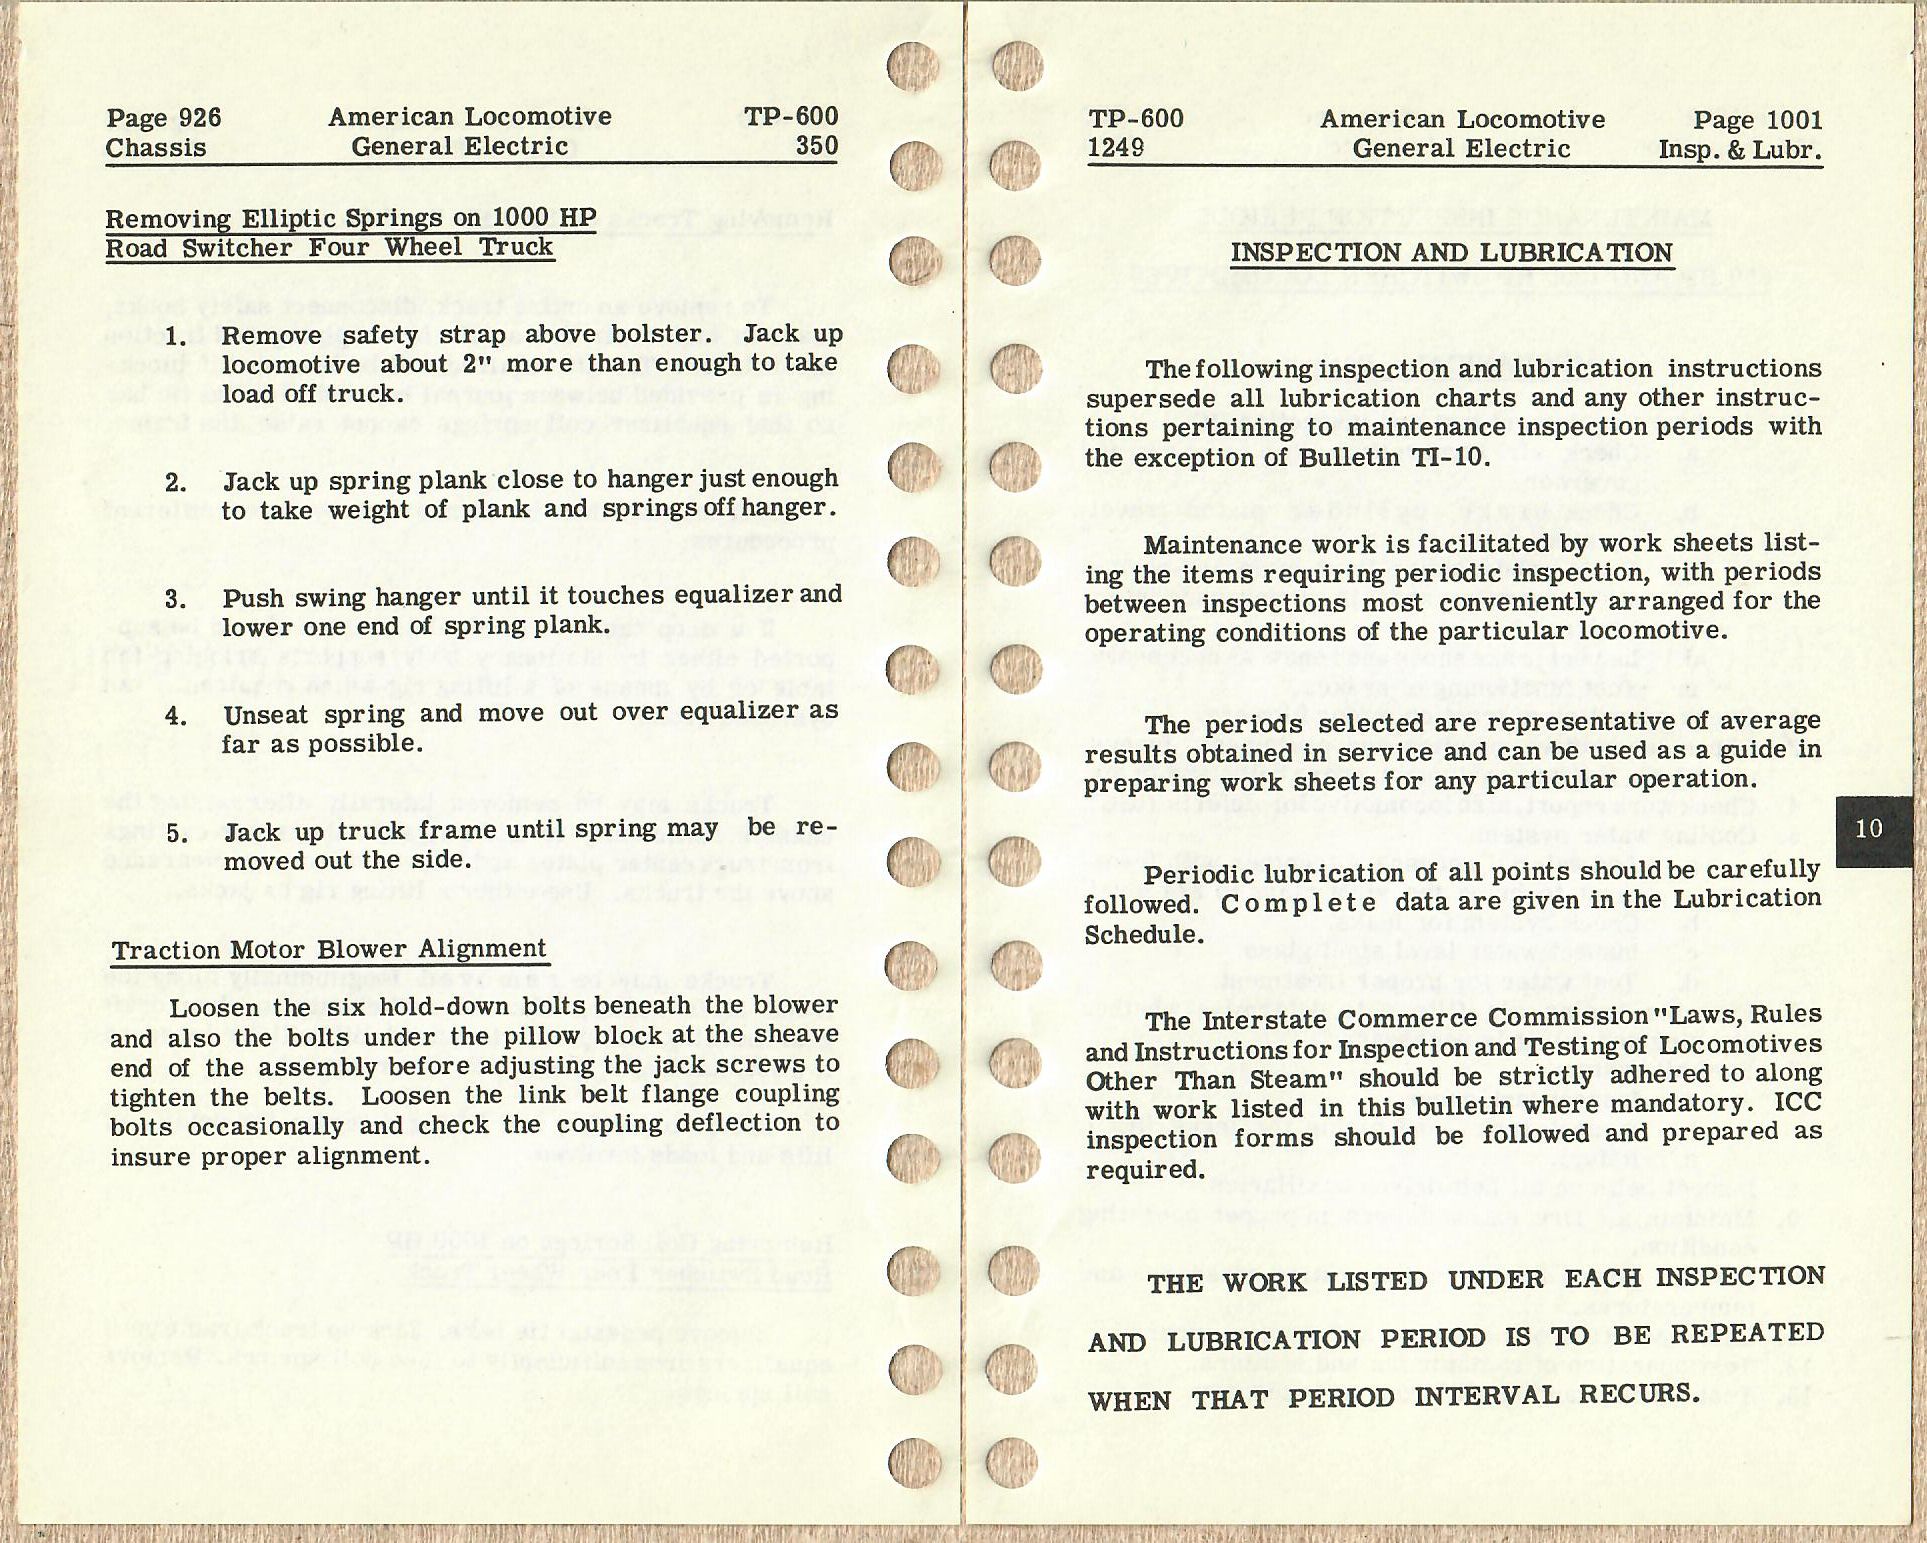 Page 926 American Locomotive TP-600
Chassis General Electric 350
Removing Elliptic Springs on 1000 HP
Road Switcher Four Wheel Truck
1. Remove safety strap above bolster. Jack up
locomotive about 2" more than enough to take
load off truck.
2. Jack up spring plank close to hanger just enough
to take weight of plank and springs off hanger.
3. Push swing hanger until it touches equalizer and
lower one end of spring plank.
4. Unseat spring and move out over equalizer as
far as possible.
5. Jack up truck frame until spring may be re-
moved out the side.
Traction Motor Blower Alignment
Loosen the six hold-down bolts beneath the blower
and also the bolts under the pillow block at the sheave
end of the assembly before adjusting the jack screws to
tighten the belts. Loosen the link belt flange coupling
bolts occasionally and check the coupling deflection to
insure proper alignment.
TP-600 American Locomotive Page 1001
1249 General Electric Insp. & Lubr.
INSPECTION AND LUBRICATION
The following inspection and lubrication instructions
supersede all lubrication charts and any other instruc-
tions pertaining to maintenance inspection periods with
the exception of Bulletin TI-10.
Maintenance work is facilitated by work sheets list-
ing the items requiring periodic inspection, with periods
between inspections most conveniently arranged for the
operating conditions of the particular locomotive.
The periods selected are representative of average
results obtained in service and can be used as a guide in
preparing work sheets for any particular operation.
10
Periodic lubrication of all points should be carefully
followed. Complete data are given in the Lubrication
Schedule.
The Interstate Commerce Commission "Laws, Rules
and Instructions for Inspection and Testing of Locomotives
Other Than Steam" should be strictly adhered to along
with work listed in this bulletin where mandatory. ICC
inspection forms should be followed and prepared as
required.
THE WORK LISTED UNDER EACH INSPECTION
AND LUBRICATION PERIOD IS TO BE REPEATED
WHEN THAT PERIOD INTERVAL RECURS.